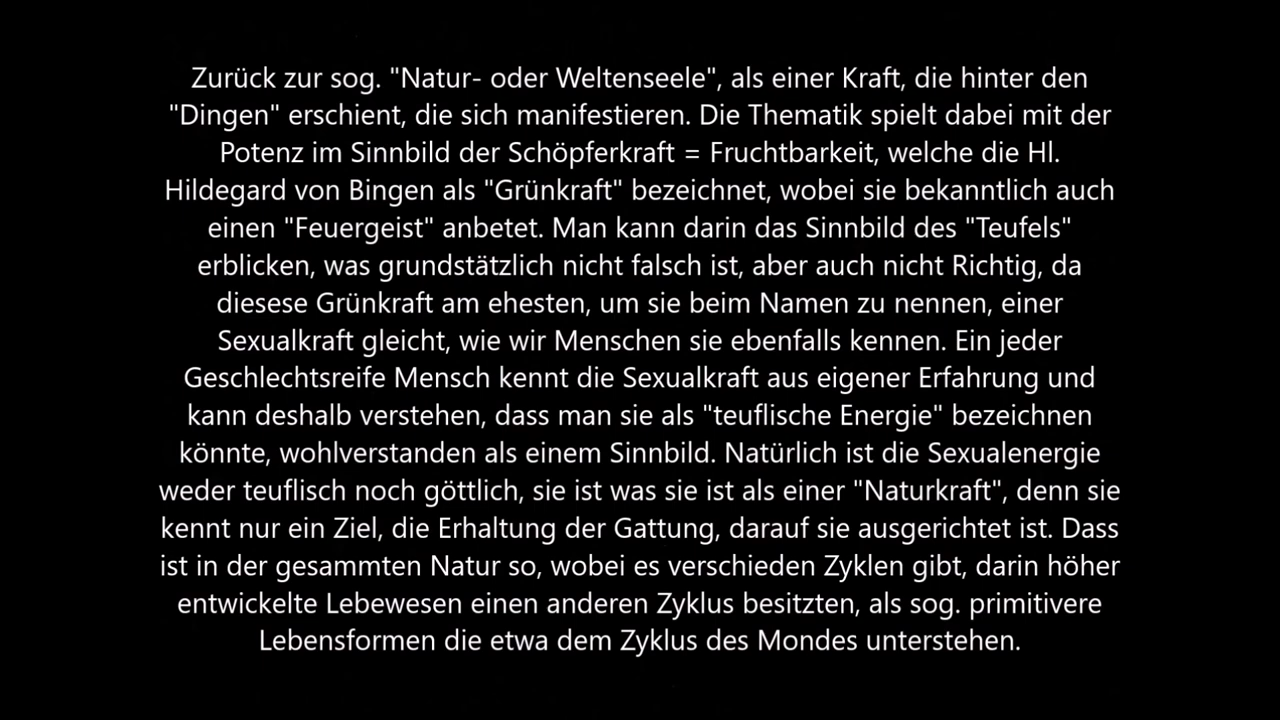 Zurück zur sog. "Natur- oder Weltenseele", als einer Kraft, die hinter den
"Dingen" erschient, die sich manifestieren. Die Thematik spielt dabei mit der
Potenz im Sinnbild der Schöpferkraft = Fruchtbarkeit, welche die Hl.
Hildegard von Bingen als "Grünkraft" bezeichnet, wobei sie bekanntlich auch
einen "Feuergeist" anbetet. Man kann darin das Sinnbild des "Teufels"
erblicken, was grundstätzlich nicht falsch ist, aber auch nicht Richtig, da
diesese Grünkraft am ehesten, um sie beim Namen zu nennen, einer
Sexualkraft gleicht, wie wir Menschen sie ebenfalls kennen. Ein jeder
Geschlechtsreife Mensch kennt die Sexualkraft aus eigener Erfahrung und
kann deshalb verstehen, dass man sie als "teuflische Energie" bezeichnen
könnte, wohlverstanden als einem Sinnbild. Natürlich ist die Sexualenergie
weder teuflisch noch göttlich, sie ist was sie ist als einer "Naturkraft", denn sie
kennt nur ein Ziel, die Erhaltung der Gattung, darauf sie ausgerichtet ist. Dass
ist in der gesammten Natur so, wobei es verschieden Zyklen gibt, darin höher
entwickelte Lebewesen einen anderen Zyklus besitzten, als sog. primitivere
Lebensformen die etwa dem Zyklus des Mondes unterstehen.